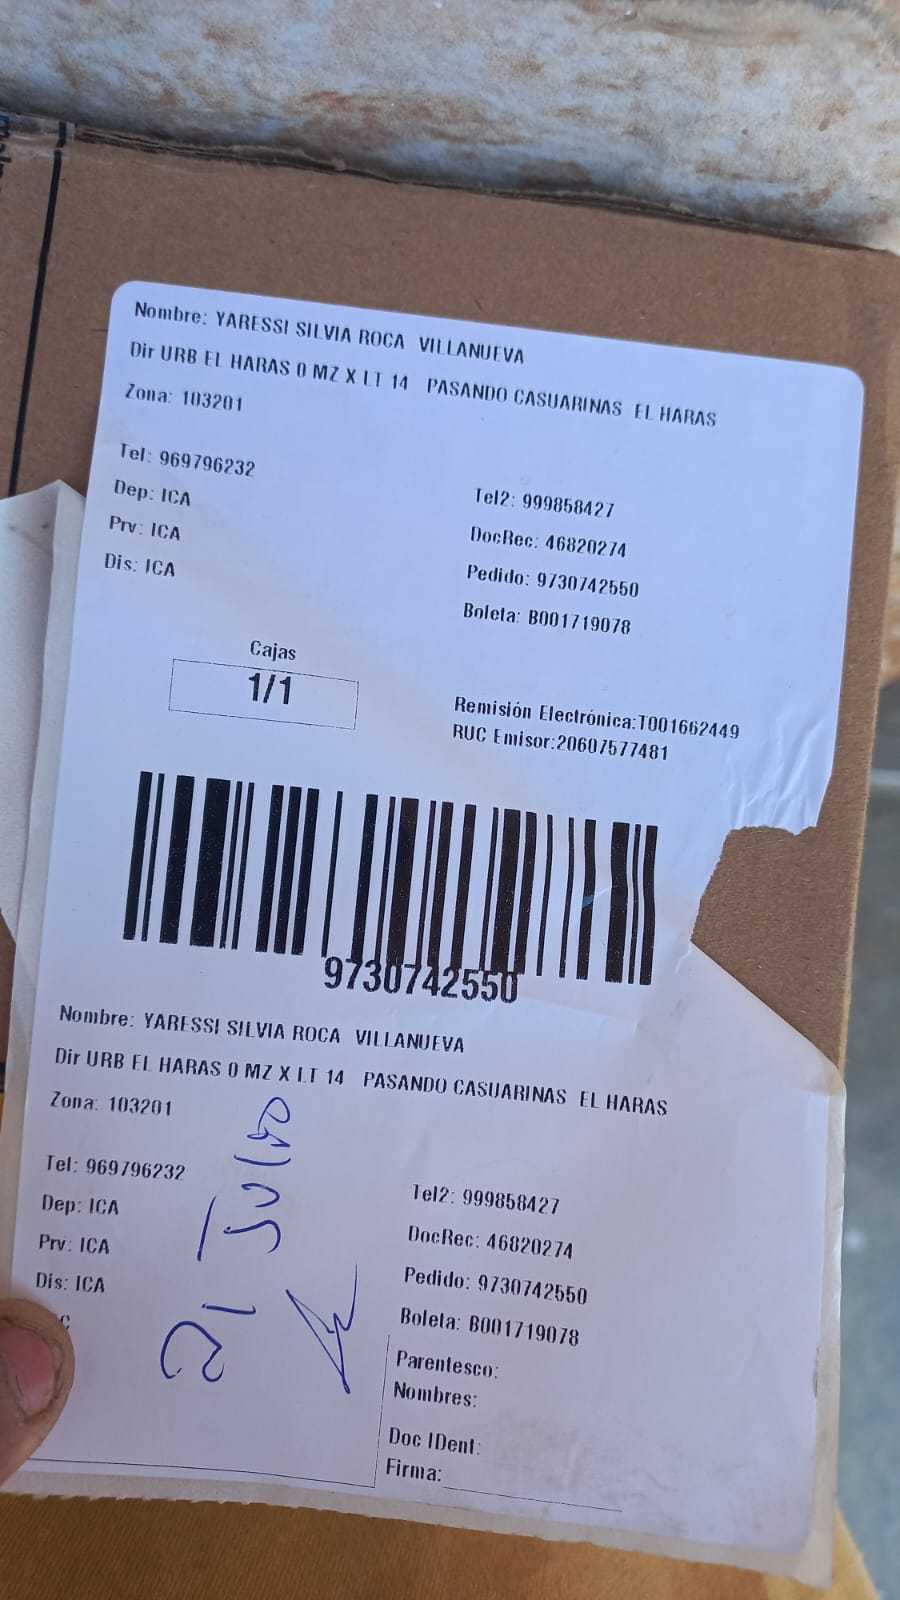 Nombre: YARESSI SILVIA ROCA VILLANUEVA
Dir URB EL HARAS 0 MZ X LT 14 PASANDO CASUARINAS EL HARAS
Zona: 103201
Tel: 969796232
Tel2: 999858427
Dep: ICA
DocRec: 46820274
Prv: ICA
Pedido: 9730742550
Dis: ICA
Boleta: B001719078
Cajas
1/1
Remisión Electrónica:T001662449
RUC Emisor:20607577481
9730742550
Nombre: YARESSI SILVIA ROCA VILLANUEVA
Dir URB EL HARAS 0 MZ X LT 14 PASANDO CASUARINAS EL HARAS
Zona: 103201
Tel: 969796232
Tel2: 999858427
Dep: ICA
DocRec: 46820274
Prv: ICA
Pedido: 9730742550
Dis: ICA
Boleta: B001719078
Parentesco:
Nombres:
Doc IDent:
Firma:
21 Julio